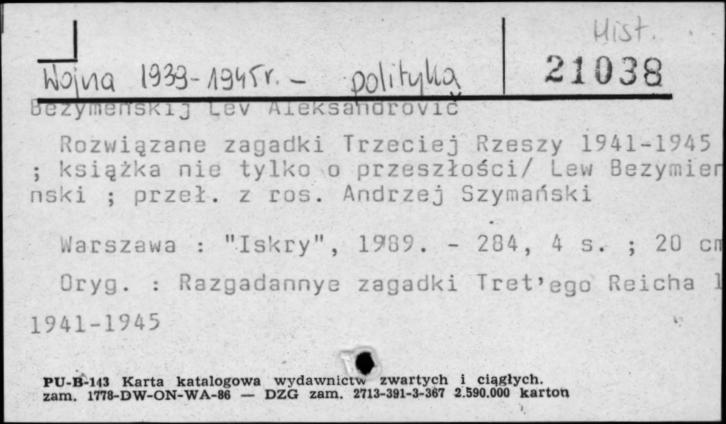 Hist.
Wojna 1939-1945r. - polityka 21038
Bezymenskij Lev Aleksandrovič
Rozwiązane zagadki Trzeciej Rzeszy 1941-1945
; książka nie tylko o przeszłości/ Lew Bezymien
nski ; przeł. z ros. Andrzej Szymański
Warszawa : "Iskry", 1989. - 284, 4 s. ; 20 cm
Oryg. : Razgadannye zagadki Tret'ego Reicha 1
1941-1945
PU-B-143 Karta katalogowa wydawnictw zwartych i ciągłych.
zam. 1778-DW-ON-WA-86 — DZG zam. 2713-391-3-367 2.590.000 karton